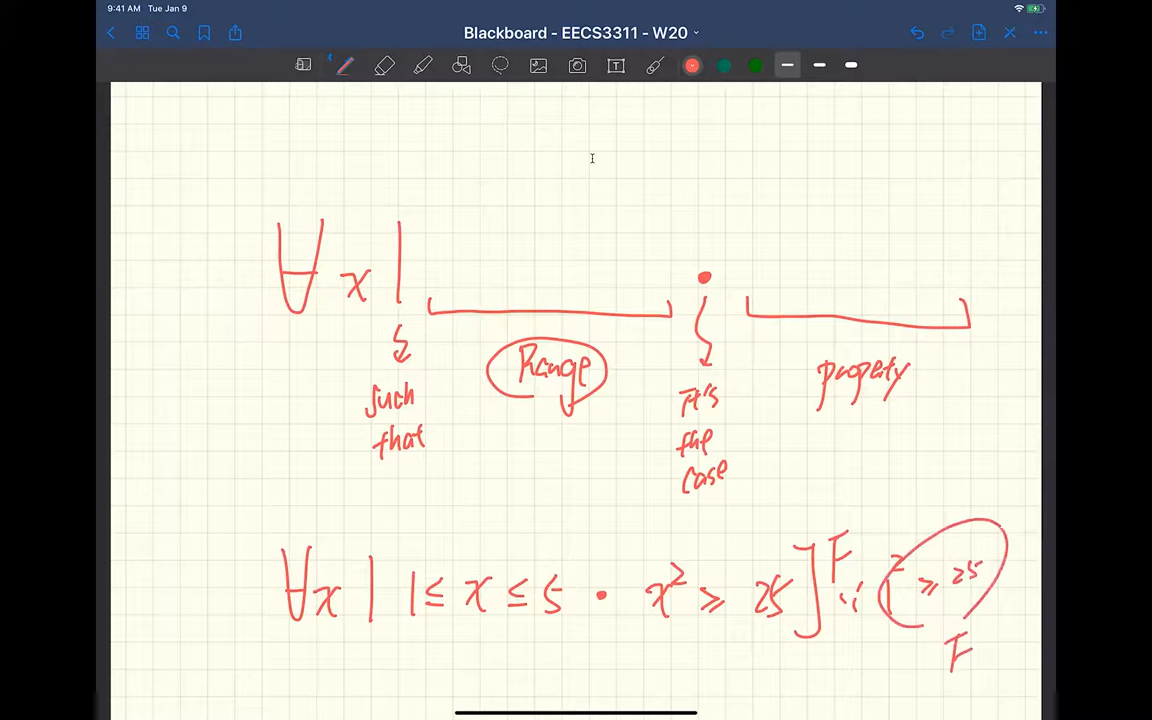 9:41 AM Tue Jan 9
Blackboard - EECS3311 - W20
∀ x | •
such that
Range
It's the case
property
∀x | 1 ≤ x ≤ 5 • x² ≥ 25 ] F ∵ 1² ≥ 25
F